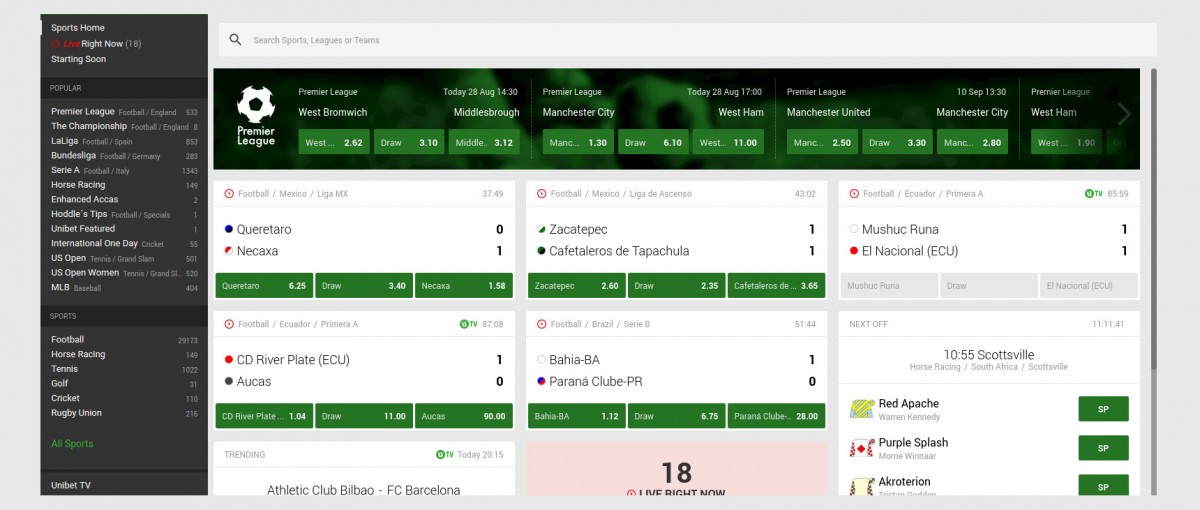 Sports Home
Live Right Now (18)
Starting Soon
POPULAR
Premier League Football / England 533
The Championship Football / England 8
LaLiga Football / Spain 853
Bundesliga Football / Germany 283
Serie A Football / Italy 1343
Horse Racing 149
Enhanced Accas 2
Hoddle´s Tips Football / Specials 1
Unibet Featured 1
International One Day Cricket 55
US Open Tennis / Grand Slam 501
US Open Women Tennis / Grand Sl... 520
MLB Baseball 404
SPORTS
Football 29173
Horse Racing 149
Tennis 1022
Golf 31
Cricket 110
Rugby Union 216
All Sports
Unibet TV
Search Sports, Leagues or Teams
Premier
League
Premier League Today 28 Aug 14:30
West Bromwich Middlesbrough
West ... 2.62 Draw 3.10 Middle.. 3.12
Premier League Today 28 Aug 17:00
Manchester City West Ham
Manc... 1.30 Draw 6.10 West... 11.00
Premier League 10 Sep 13:30
Manchester United Manchester City
Manc... 2.50 Draw 3.30 Manc... 2.80
Premier League
West Ham
West ... 1.90
Football / Mexico / Liga MX 37:49
Queretaro 0
Necaxa 1
Queretaro 6.25 Draw 3.40 Necaxa 1.58
Football / Mexico / Liga de Ascenso 43:02
Zacatepec 1
Cafetaleros de Tapachula 1
Zacatepec 2.60 Draw 2.35 Cafetaleros de ... 3.65
Football / Ecuador / Primera A UTV 85:59
Mushuc Runa 1
El Nacional (ECU) 1
Mushuc Runa Draw El Nacional (ECU)
Football / Ecuador / Primera A UTV 87:08
CD River Plate (ECU) 1
Aucas 0
CD River Plate ... 1.04 Draw 11.00 Aucas 90.00
Football / Brazil / Serie B 51:44
Bahia-BA 1
Paraná Clube-PR 0
Bahia-BA 1.12 Draw 6.75 Paraná Clube-.. 28.00
NEXT OFF 11:11:41
10:55 Scottsville
Horse Racing / South Africa / Scottsville
Red Apache
Warren Kennedy
SP
Purple Splash
Morne Winnaar
SP
Akroterion
Tristan Godden
SP
TRENDING UTV Today 20:15
Athletic Club Bilbao - FC Barcelona
18
LIVE RIGHT NOW